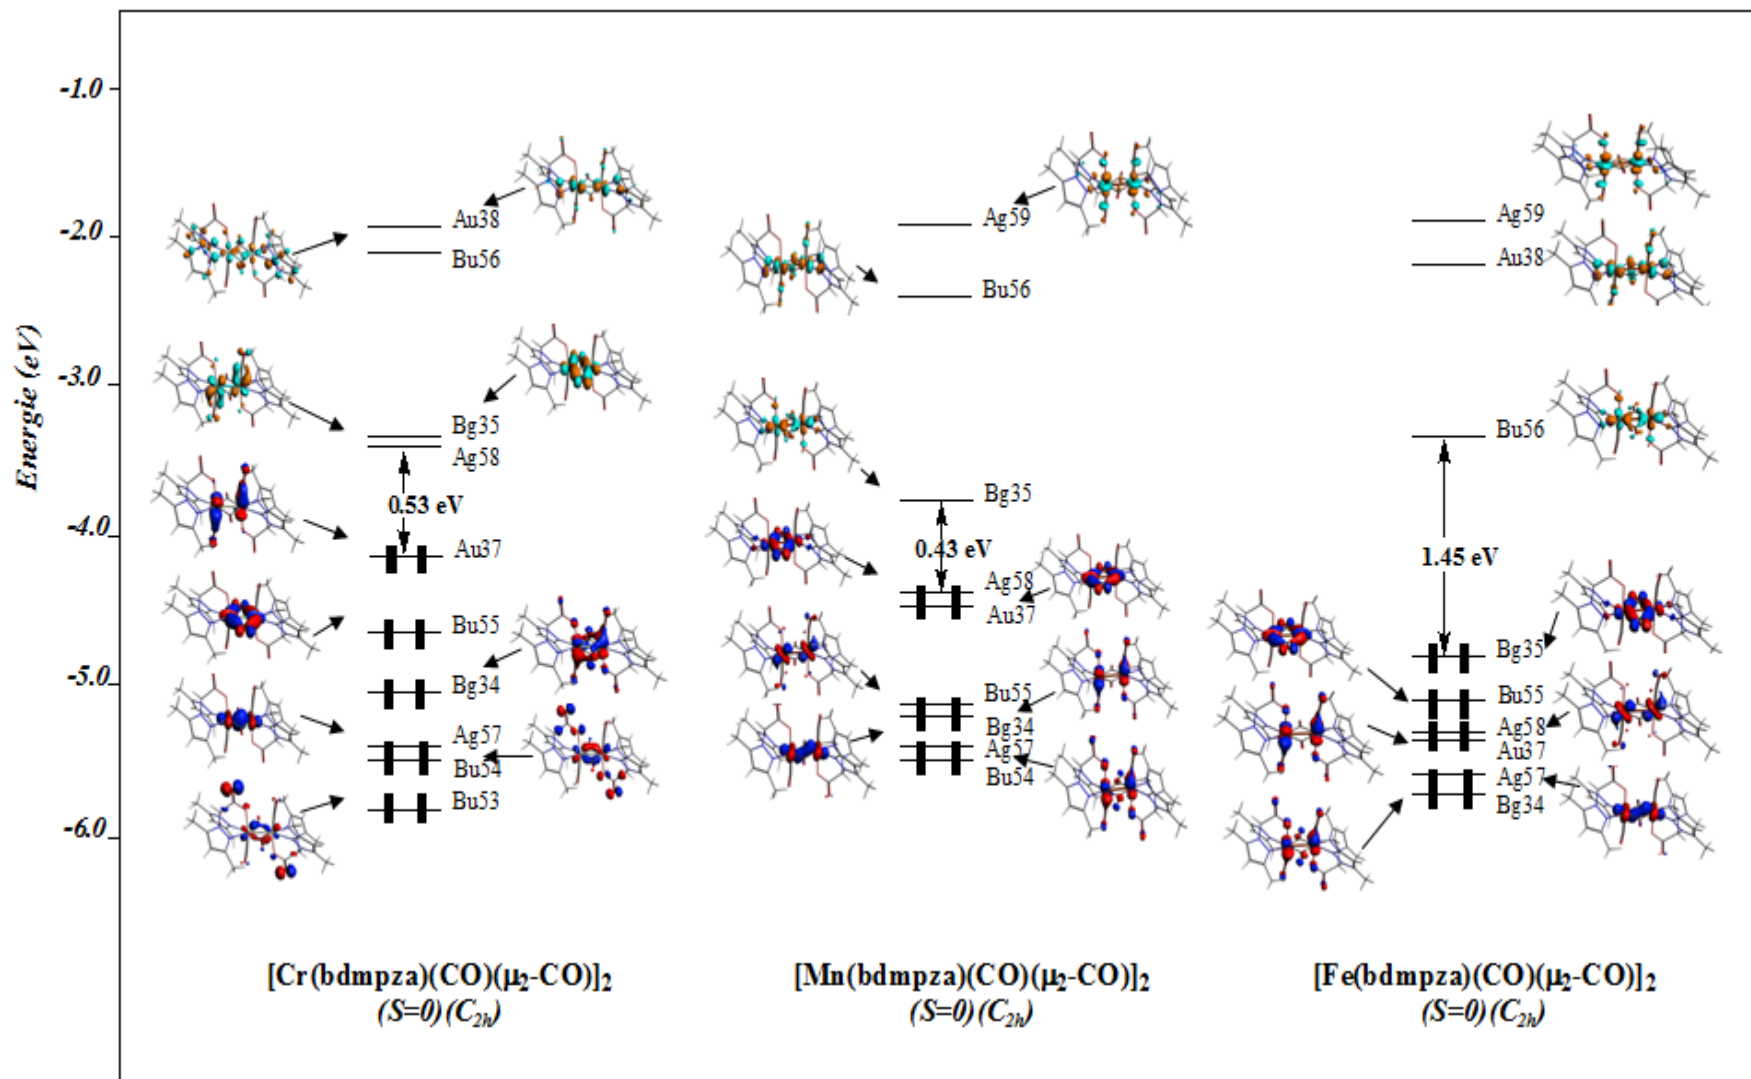 Energie (eV)
-1.0
-2.0
-3.0
-4.0
-5.0
-6.0
Au38
Bu56
Bg35
Ag58
0.53 eV
Au37
Bu55
Bg34
Ag57
Bu54
Bu53
[Cr(bdmpza)(CO)(μ₂-CO)]₂
(S=0)(C₂ₕ)
Ag59
Bu56
Bg35
0.43 eV
Ag58
Au37
Bu55
Bg34
Ag57
Bu54
[Mn(bdmpza)(CO)(μ₂-CO)]₂
(S=0)(C₂ₕ)
Ag59
Au38
Bu56
1.45 eV
Bg35
Bu55
Ag58
Au37
Ag57
Bg34
[Fe(bdmpza)(CO)(μ₂-CO)]₂
(S=0)(C₂ₕ)